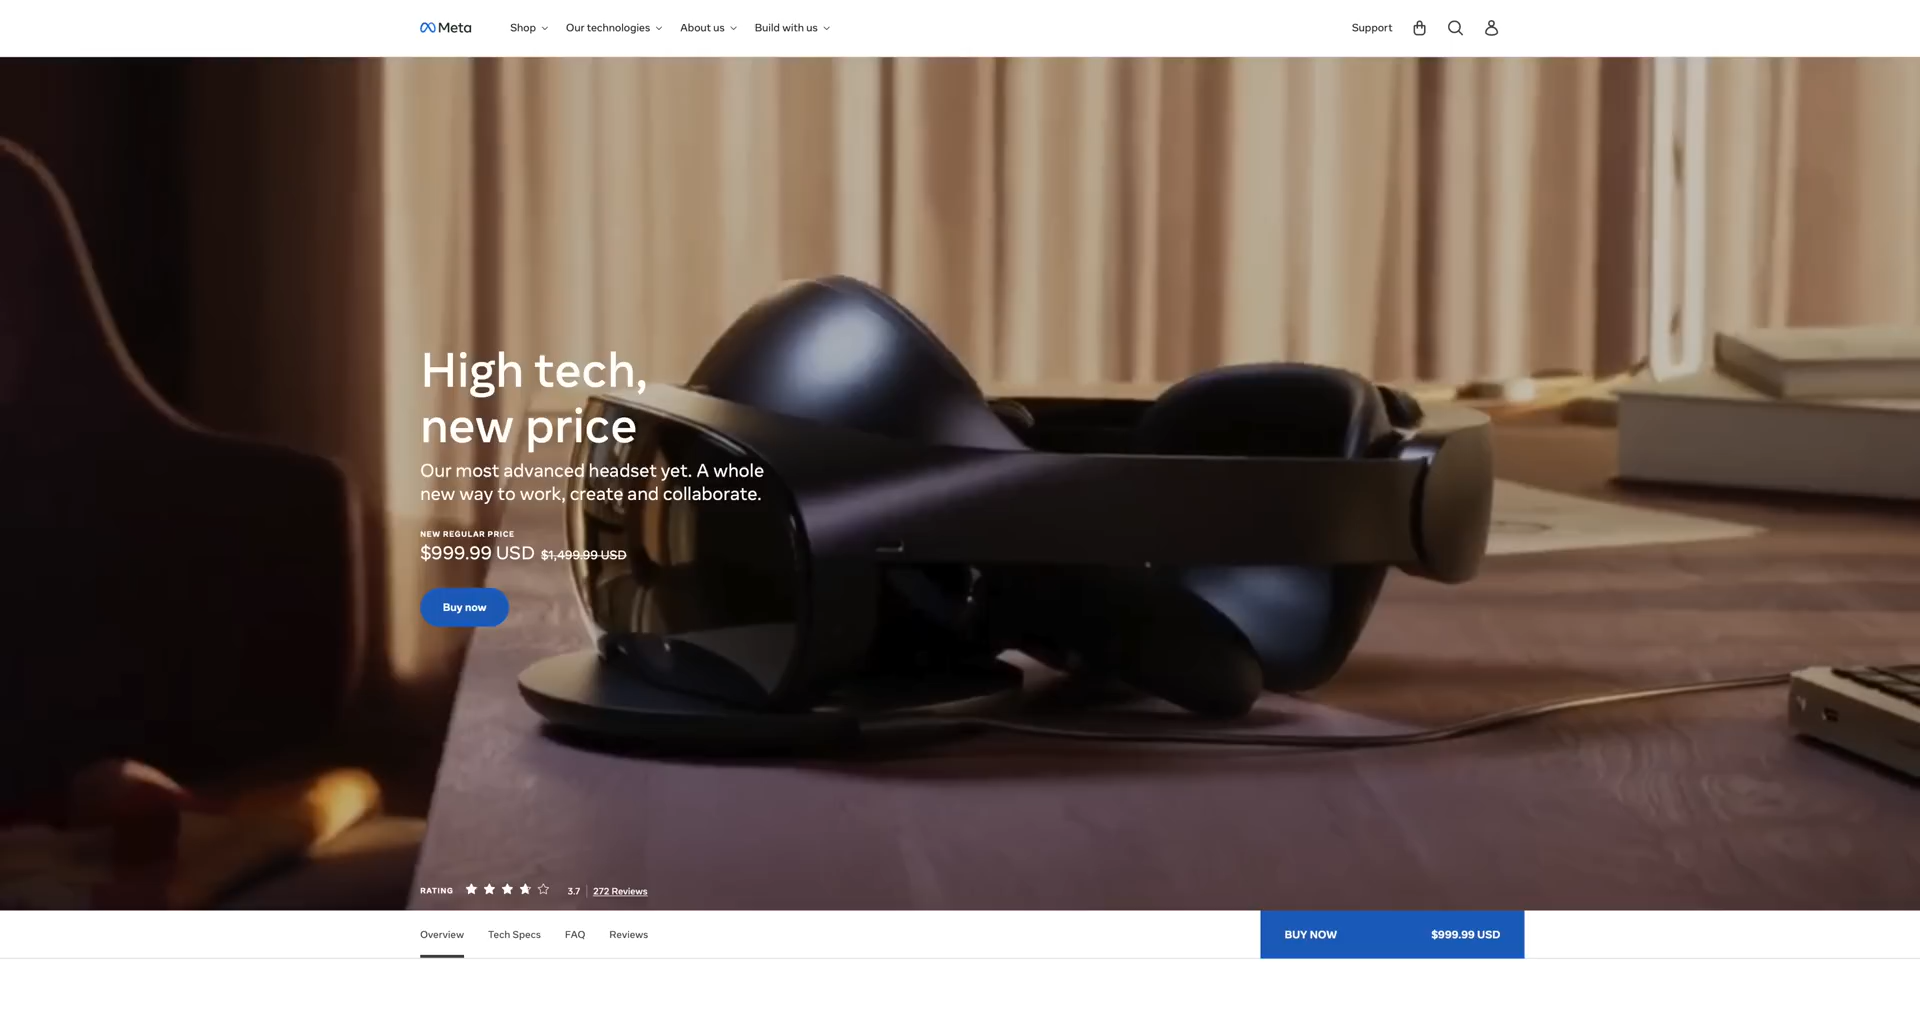 Meta
Shop
Our technologies
About us
Build with us
Support
High tech,
new price
Our most advanced headset yet. A whole
new way to work, create and collaborate.
NEW REGULAR PRICE
$999.99 USD $1,499.99 USD
Buy now
RATING 3.7 272 Reviews
Overview
Tech Specs
FAQ
Reviews
BUY NOW $999.99 USD